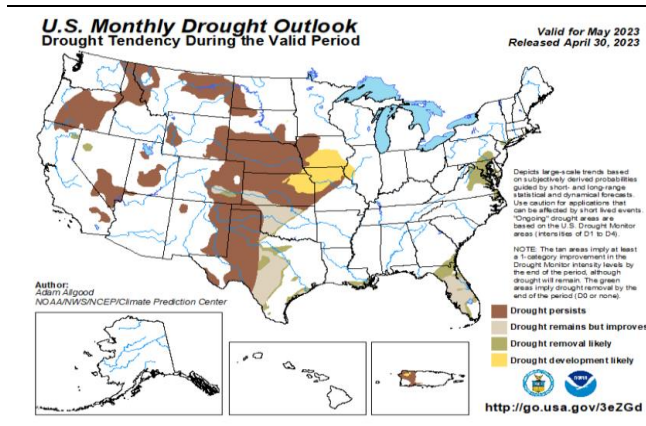 U.S. Monthly Drought Outlook
Drought Tendency During the Valid Period
Valid for May 2023
Released April 30, 2023
Depicts large-scale trends based
on subjectively derived probabilities
guided by short- and long-range
statistical and dynamical forecasts.
Use caution for applications that
can be affected by short lived events.
"Ongoing" drought areas are
based on the U.S. Drought Monitor
areas (intensities of D1 to D4).
NOTE: The tan areas imply at least
a 1-category improvement in the
Drought Monitor intensity levels by
the end of the period, although
drought will remain. The green
areas imply drought removal by the
end of the period (D0 or none).
Author:
Adam Allgood
NOAA/NWS/NCEP/Climate Prediction Center
Drought persists
Drought remains but improves
Drought removal likely
Drought development likely
http://go.usa.gov/3eZGd